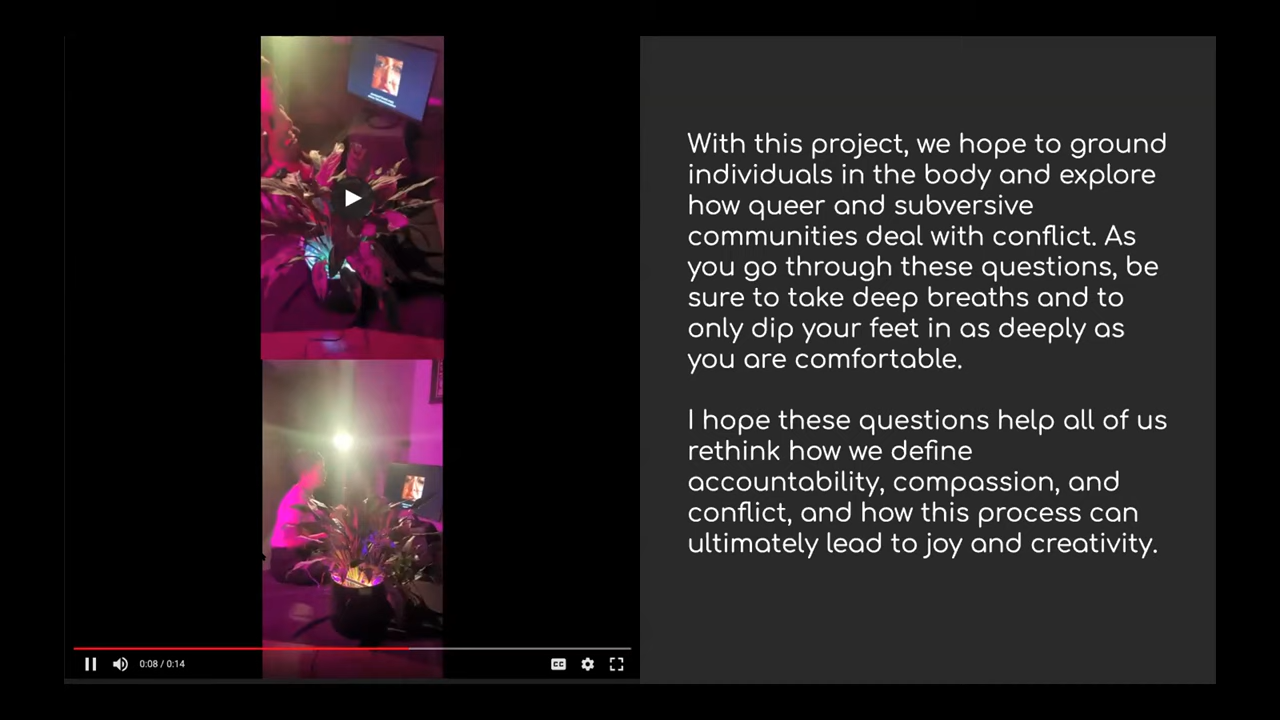 With this project, we hope to ground
individuals in the body and explore
how queer and subversive
communities deal with conflict. As
you go through these questions, be
sure to take deep breaths and to
only dip your feet in as deeply as
you are comfortable.
I hope these questions help all of us
rethink how we define
accountability, compassion, and
conflict, and how this process can
ultimately lead to joy and creativity.
0:08 / 0:14
CC